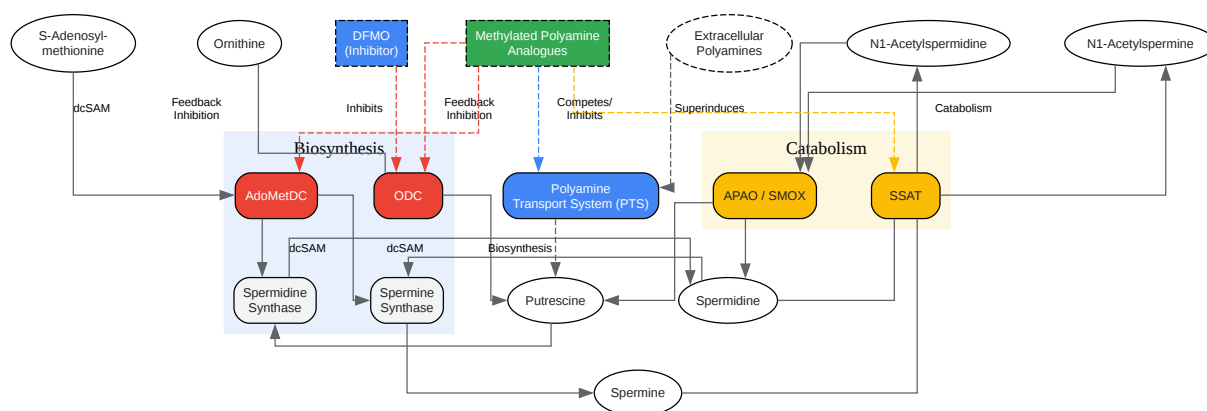 S-Adenosyl-
methionine
Ornithine
DFMO
(Inhibitor)
Methylated Polyamine
Analogues
Extracellular
Polyamines
N1-Acetylspermidine
N1-Acetylspermine
dcSAM
Feedback
Inhibition
Inhibits
Feedback
Inhibition
Competes/
Inhibits
Superinduces
Catabolism
Biosynthesis
Catabolism
AdoMetDC
ODC
Polyamine
Transport System (PTS)
APAO / SMOX
SSAT
dcSAM
dcSAM
Biosynthesis
Spermidine
Synthase
Spermine
Synthase
Putrescine
Spermidine
Spermine